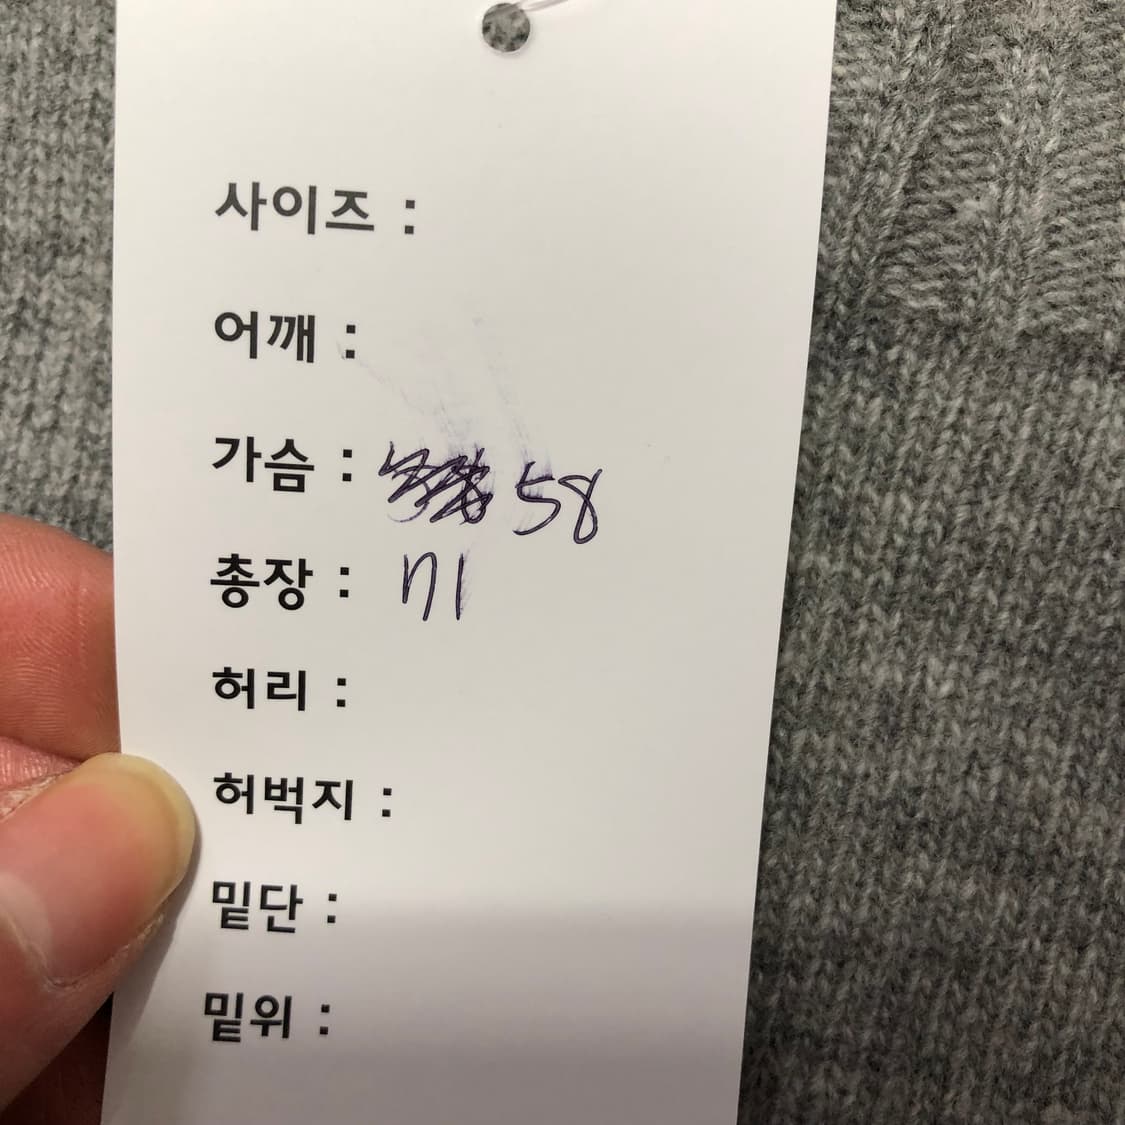 사이즈 :
어깨 :
가슴 : 58
총장 : 71
허리 :
허벅지 :
밑단 :
밑위 :